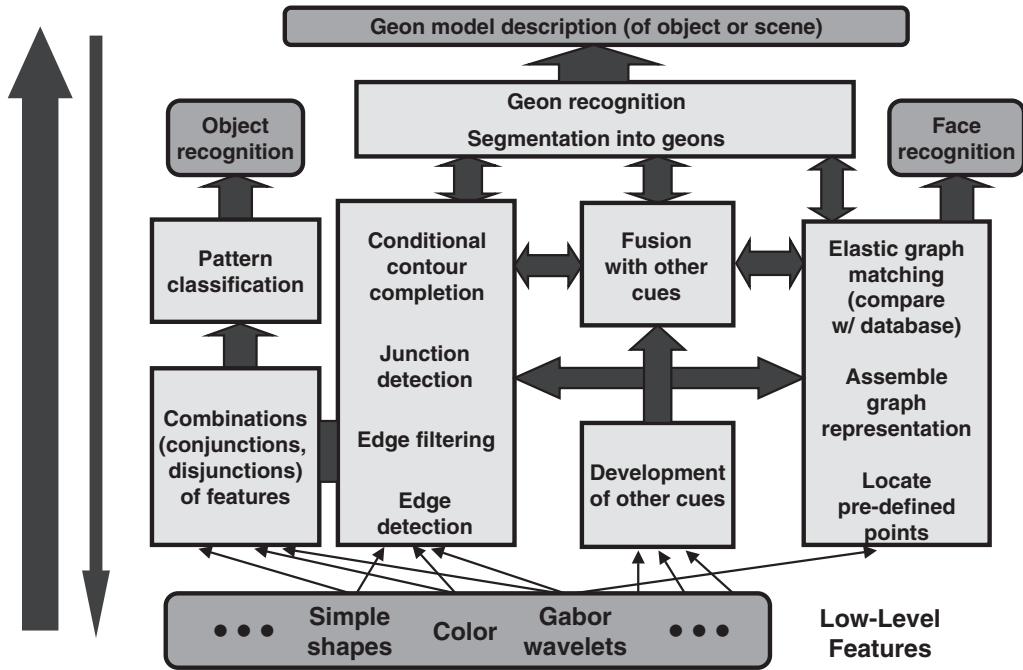 Geon model description (of object or scene)
Geon recognition
Segmentation into geons
Object
recognition
Face
recognition
Pattern
classification
Conditional
contour
completion
Junction
detection
Edge filtering
Edge
detection
Fusion
with other
cues
Elastic graph
matching
(compare
w/ database)
Assemble
graph
representation
Locate
pre-defined
points
Combinations
(conjunctions,
disjunctions)
of features
Development
of other cues
Simple
shapes
Color
Gabor
wavelets
Low-Level
Features